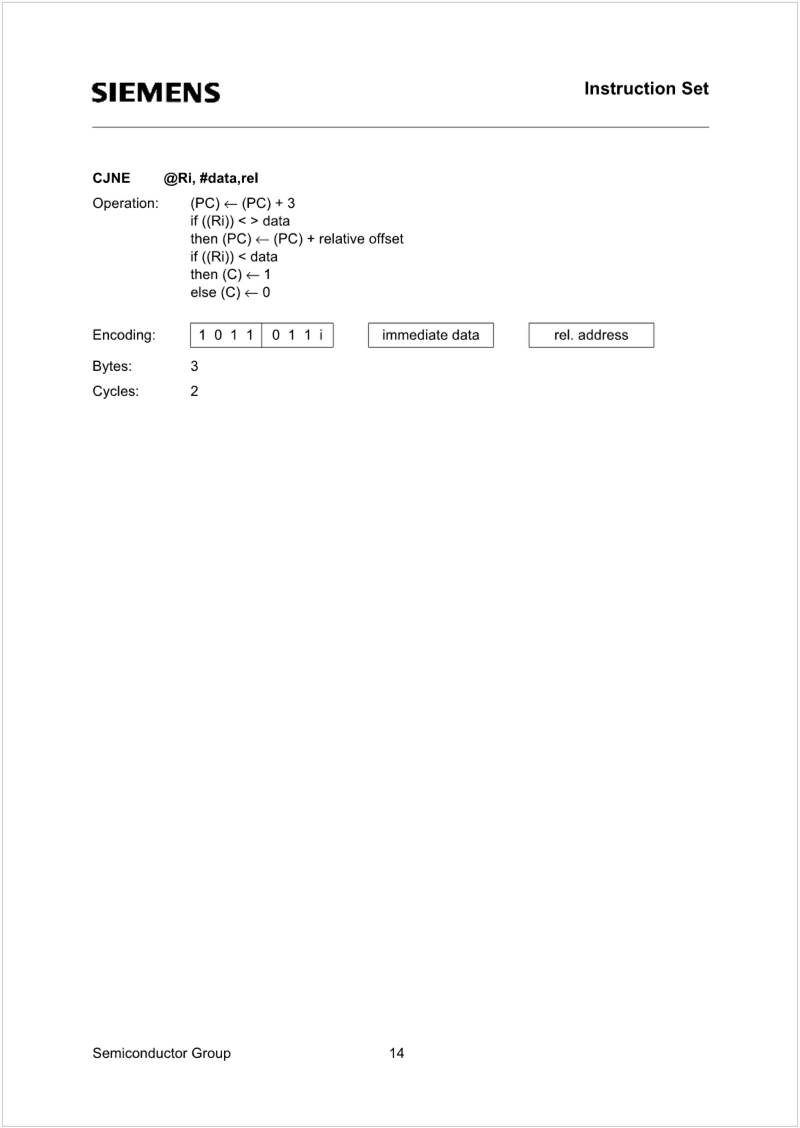 SIEMENS
Instruction Set
CJNE @Ri, #data,rel
Operation: (PC) ← (PC) + 3
if ((Ri)) < > data
then (PC) ← (PC) + relative offset
if ((Ri)) < data
then (C) ← 1
else (C) ← 0
Encoding: 1 0 1 1 0 1 1 i immediate data rel. address
Bytes: 3
Cycles: 2
Semiconductor Group 14